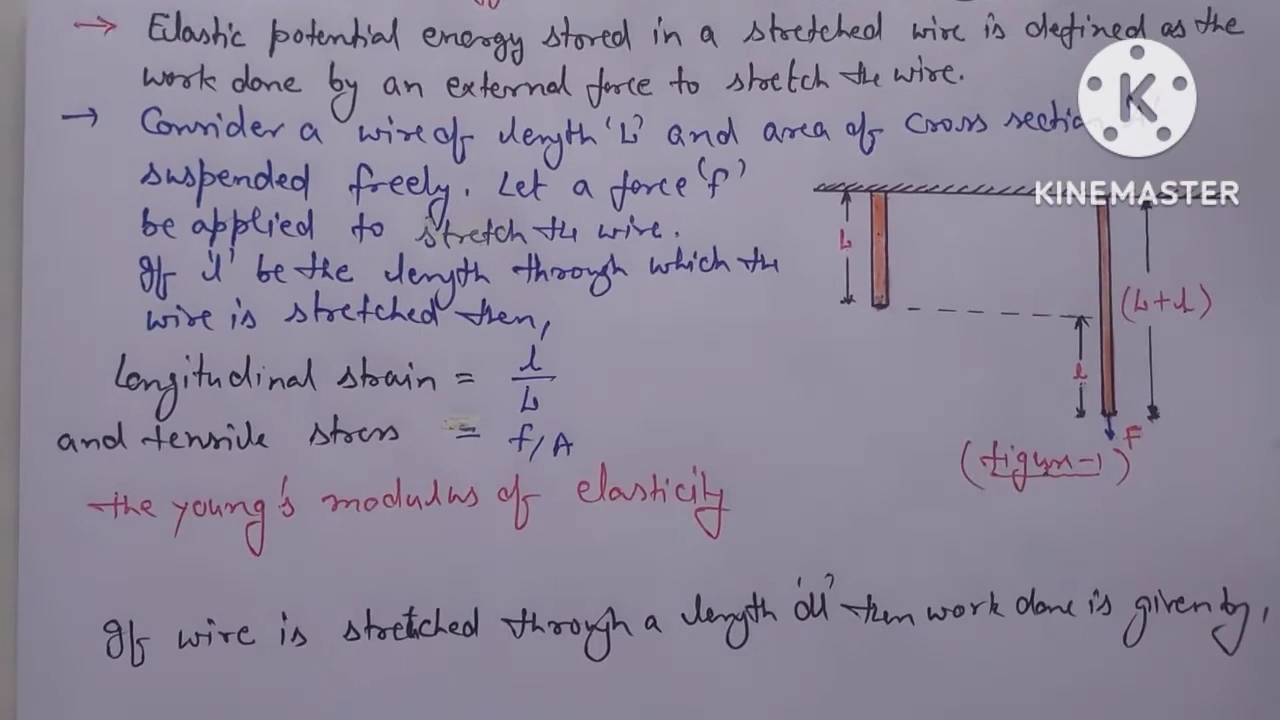 → Elastic potential energy stored in a stretched wire is defined as the
work done by an external force to stretch the wire.
→ Consider a wire of length 'L' and area of cross section
suspended freely. Let a force 'f'
be applied to stretch the wire.
If 'l' be the length through which the
wire is stretched then,
Longitudinal strain = l/L
and tensile stress = f/A
the young's modulus of elasticity
If wire is stretched through a length 'dl' then work done is given by,
K
KINEMASTER
L
(L+l)
l
F
(figure-1)